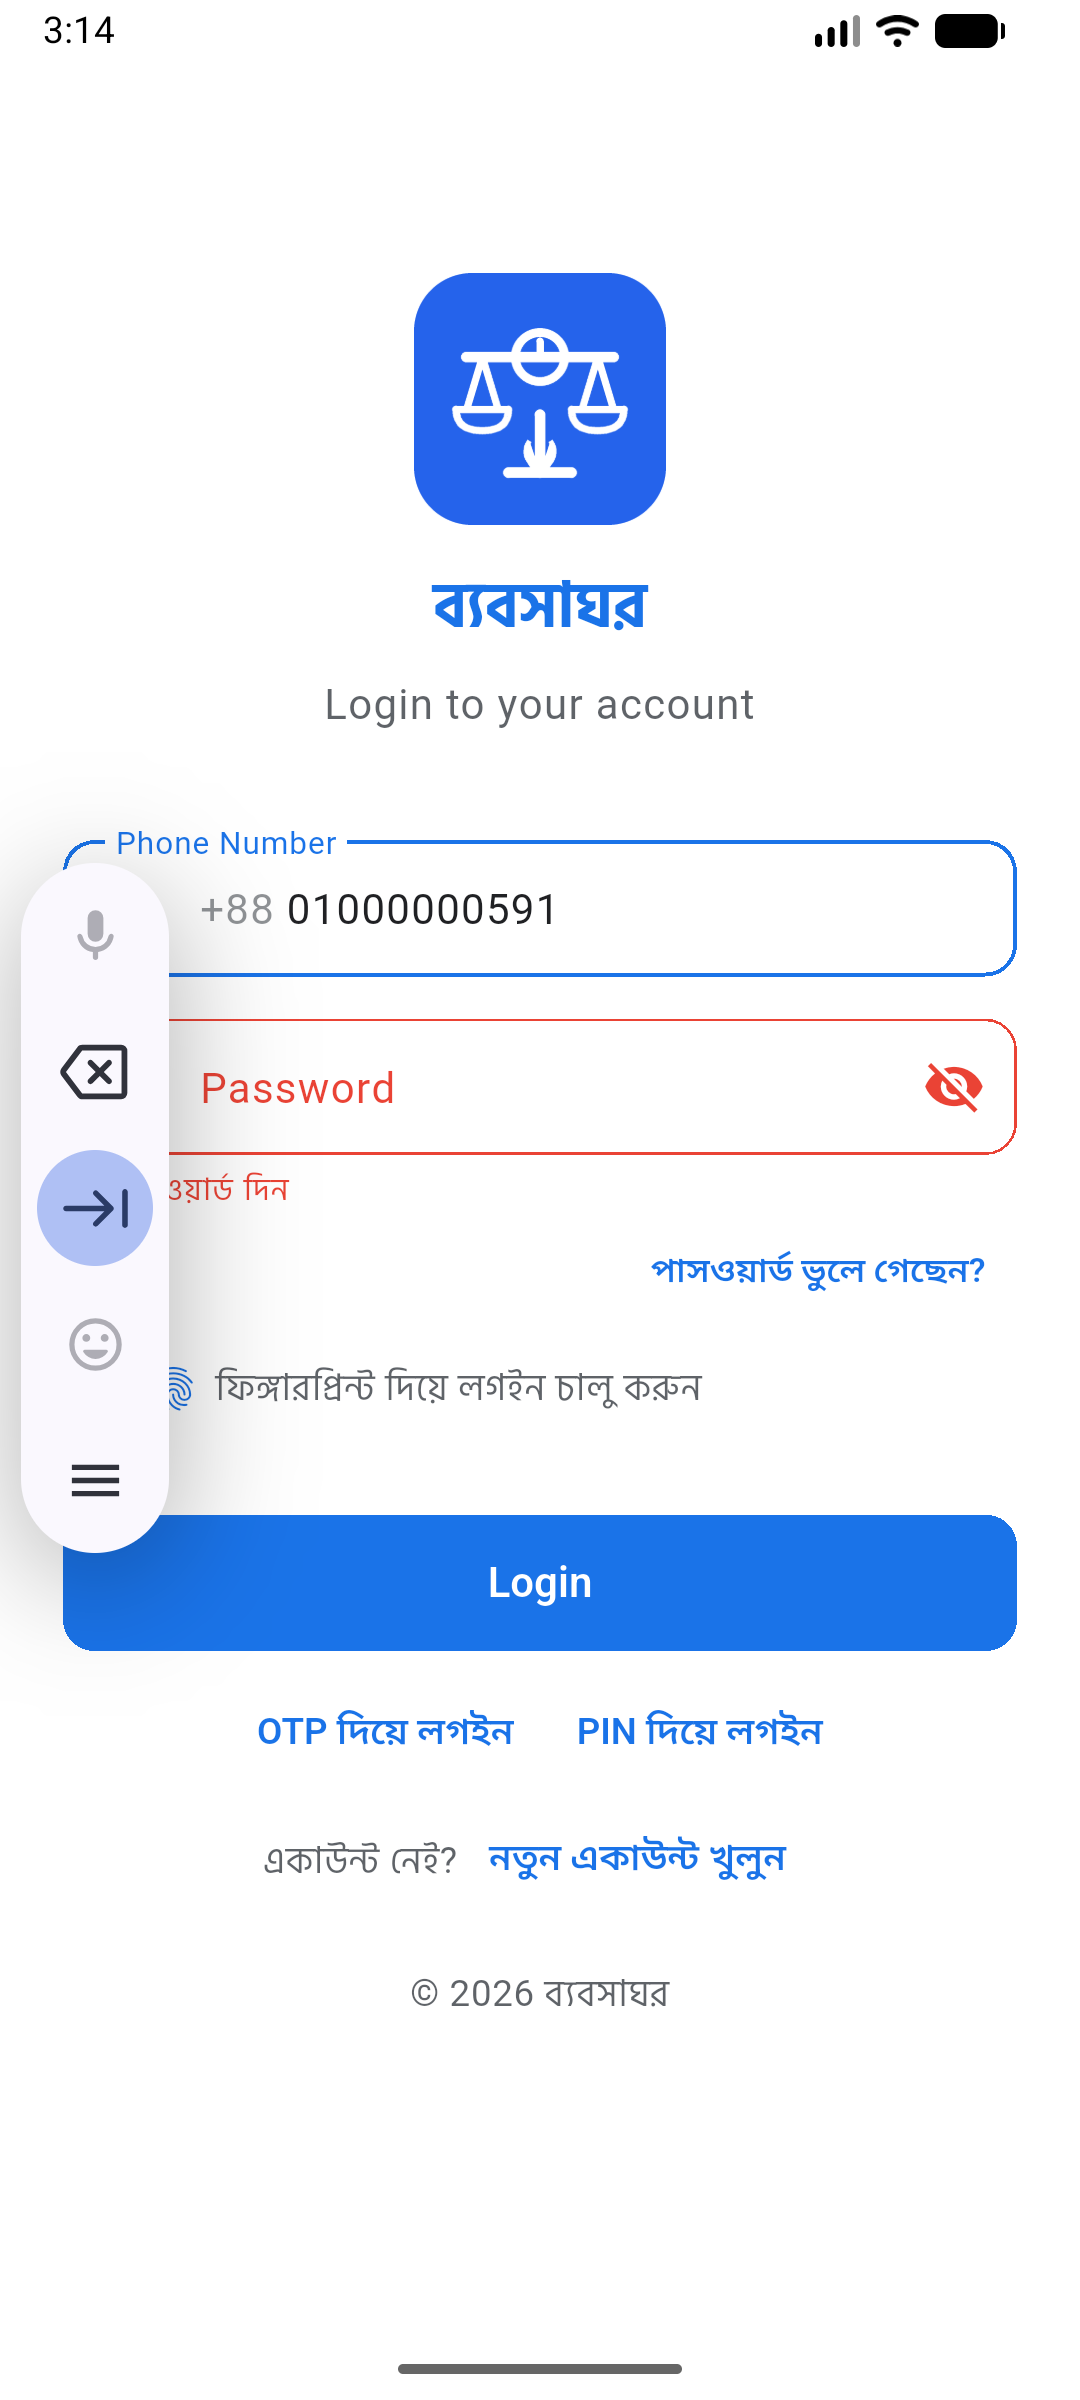 3:14
ব্যবসাঘর
Login to your account
Phone Number
+88 01000000591
Password
ওয়ার্ড দিন
পাসওয়ার্ড ভুলে গেছেন?
ফিঙ্গারপ্রিন্ট দিয়ে লগইন চালু করুন
Login
OTP দিয়ে লগইন PIN দিয়ে লগইন
একাউন্ট নেই? নতুন একাউন্ট খুলুন
© 2026 ব্যবসাঘর